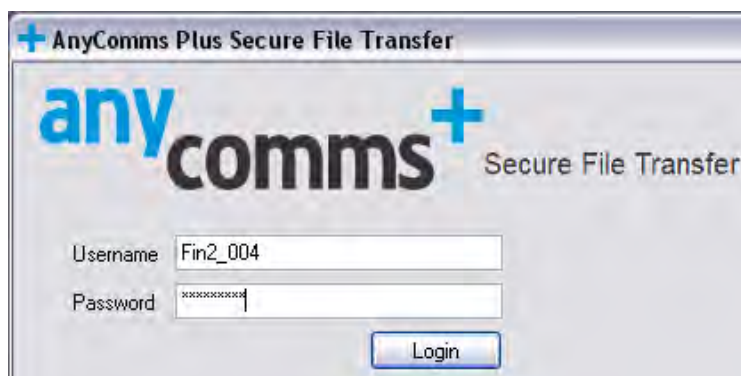 AnyComms Plus Secure File Transfer
any
comms+
Secure File Transfer
Username Fin2_004
Password *********
Login